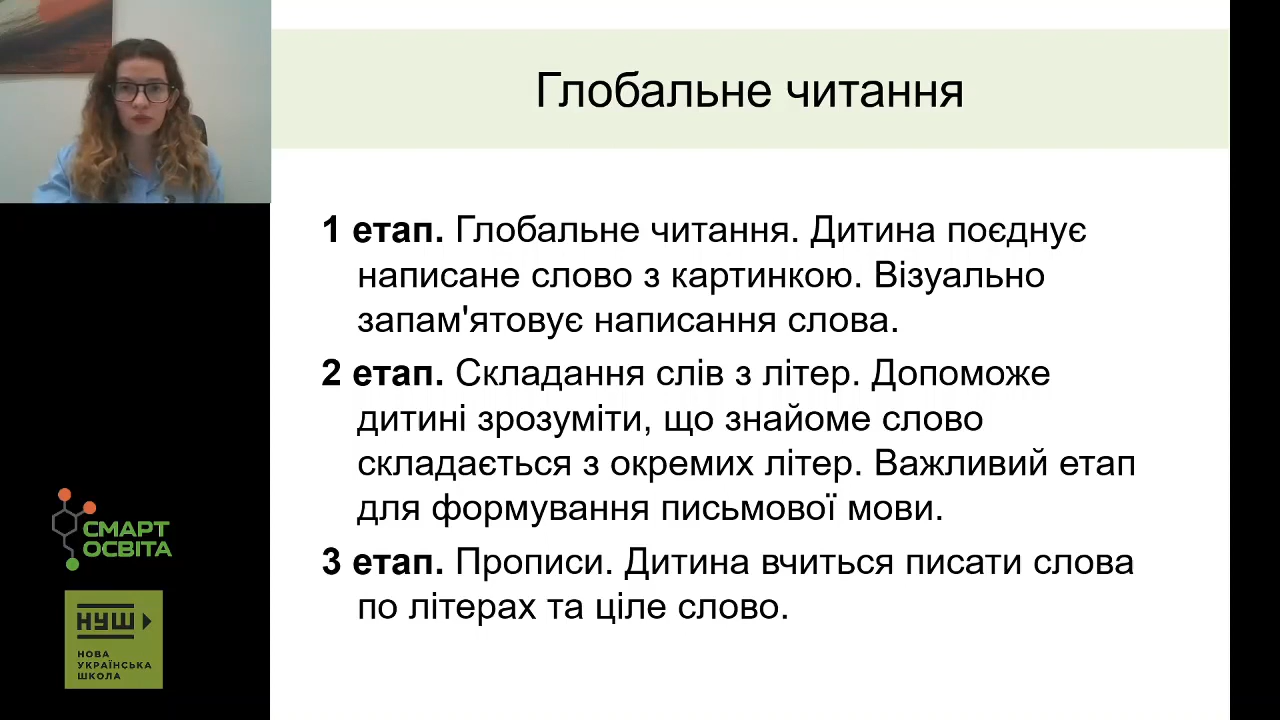 Глобальне читання
1 етап. Глобальне читання. Дитина поєднує
написане слово з картинкою. Візуально
запам'ятовує написання слова.
2 етап. Складання слів з літер. Допоможе
дитині зрозуміти, що знайоме слово
складається з окремих літер. Важливий етап
для формування письмової мови.
3 етап. Прописи. Дитина вчиться писати слова
по літерах та ціле слово.
СМАРТ
ОСВІТА
НУШ
НОВА
УКРАЇНСЬКА
ШКОЛА